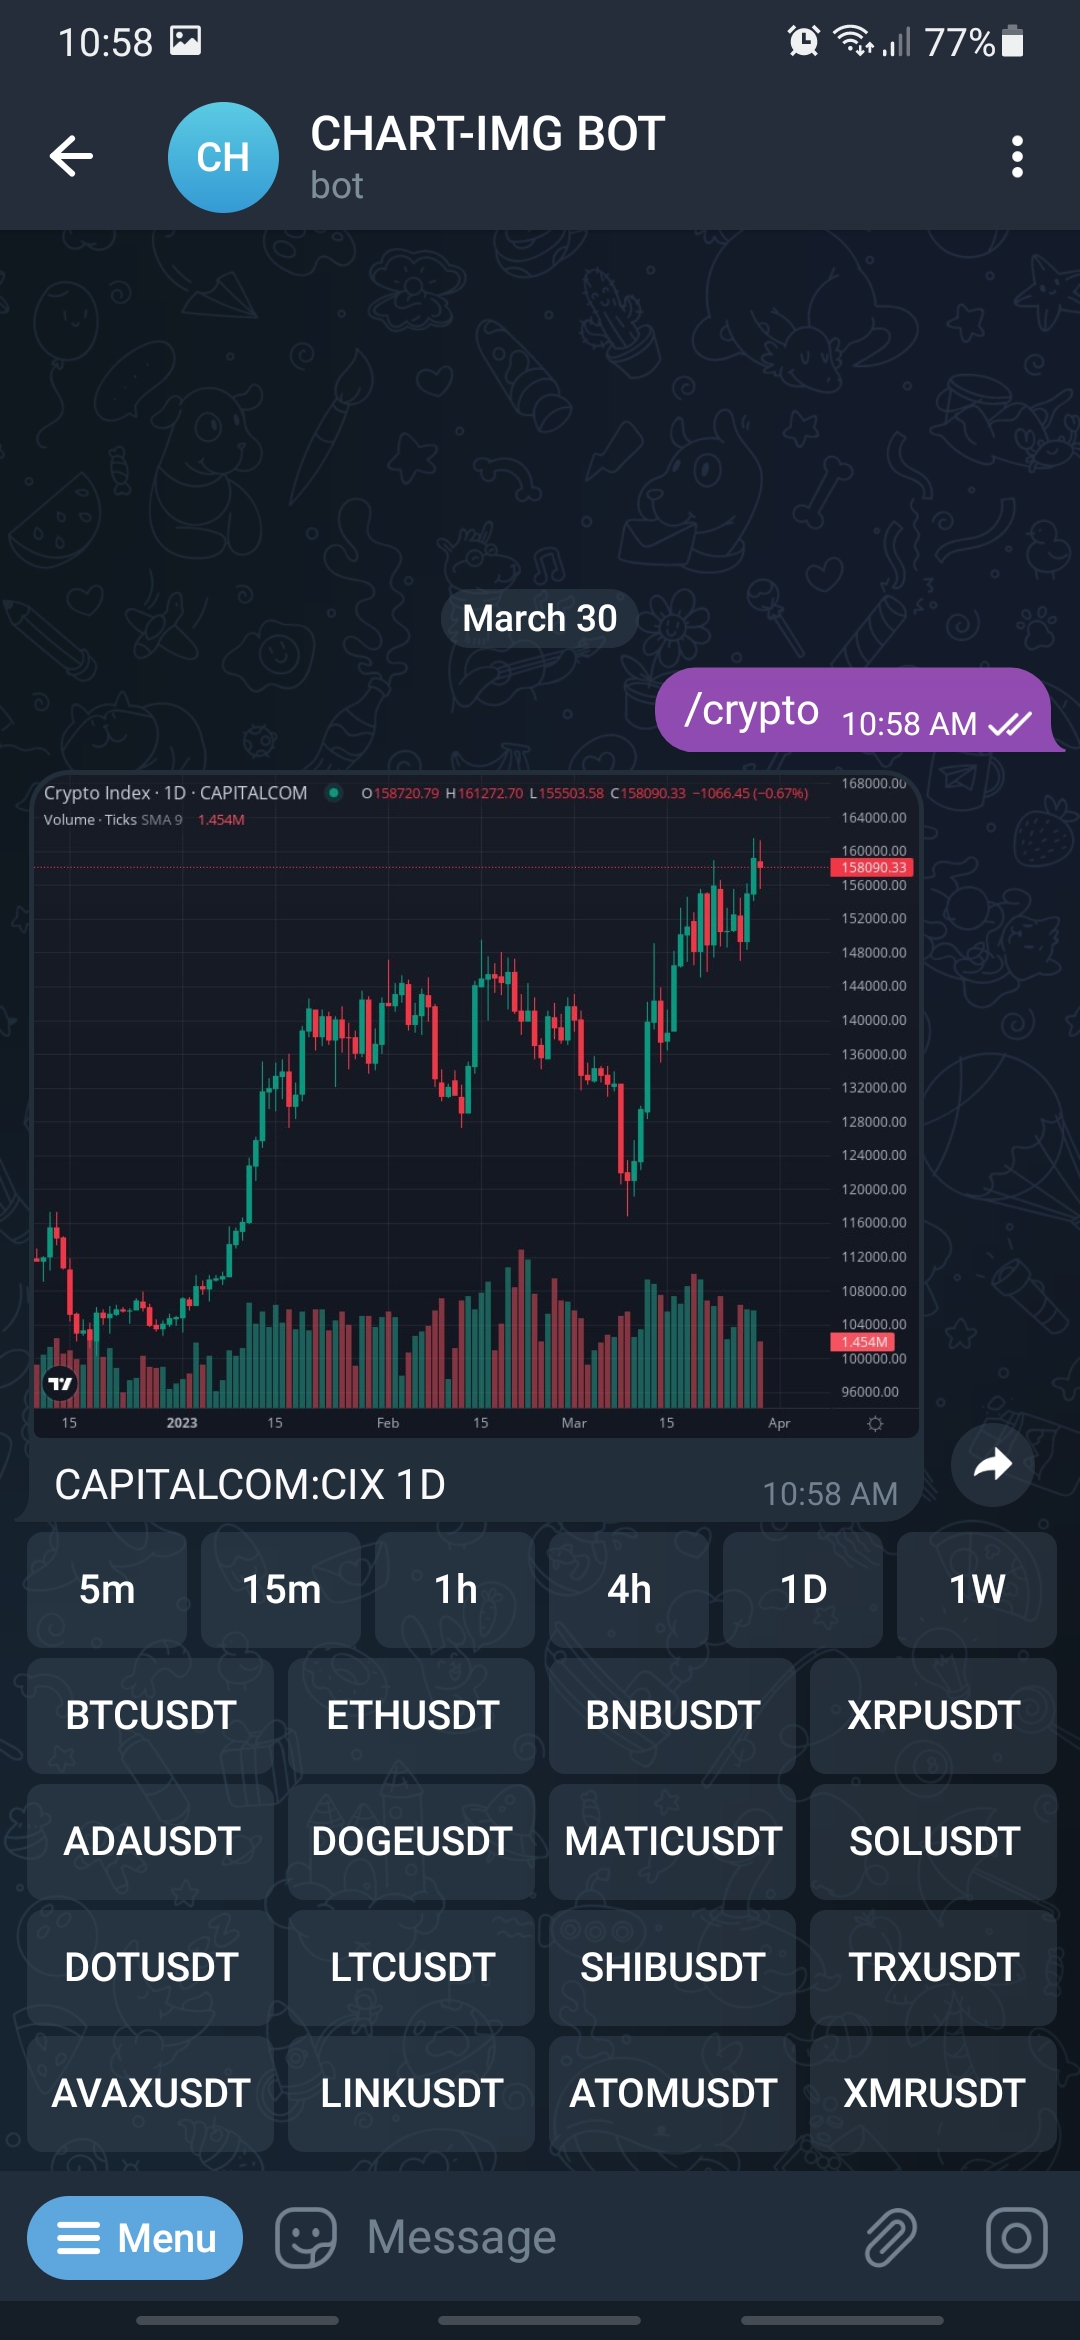 10:58 77%
CH CHART-IMG BOT
bot
March 30
/crypto 10:58 AM
Crypto Index · 1D · CAPITALCOM O158720.79 H161272.70 L155503.58 C158090.33 −1066.45 (−0.67%)
Volume · Ticks SMA 9 1.454M
168000.00
164000.00
160000.00
158090.33
156000.00
152000.00
148000.00
144000.00
140000.00
136000.00
132000.00
128000.00
124000.00
120000.00
116000.00
112000.00
108000.00
104000.00
1.454M
100000.00
96000.00
15 2023 15 Feb 15 Mar 15 Apr
CAPITALCOM:CIX 1D 10:58 AM
5m 15m 1h 4h 1D 1W
BTCUSDT ETHUSDT BNBUSDT XRPUSDT
ADAUSDT DOGEUSDT MATICUSDT SOLUSDT
DOTUSDT LTCUSDT SHIBUSDT TRXUSDT
AVAXUSDT LINKUSDT ATOMUSDT XMRUSDT
Menu Message